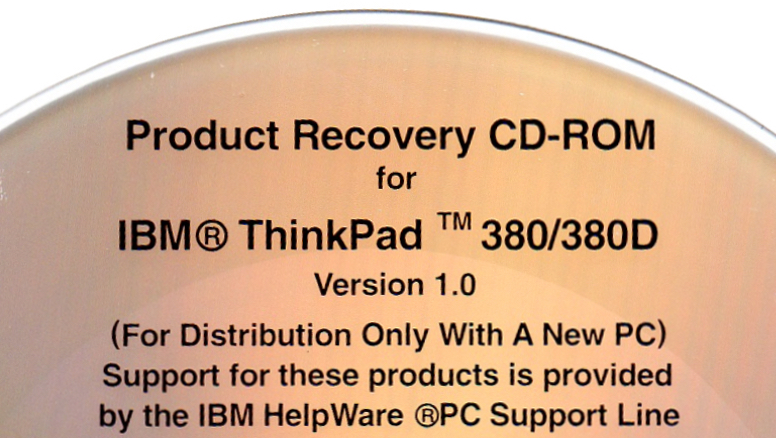 Product Recovery CD-ROM
for
IBM® ThinkPad ™ 380/380D
Version 1.0
(For Distribution Only With A New PC)
Support for these products is provided
by the IBM HelpWare ®PC Support Line